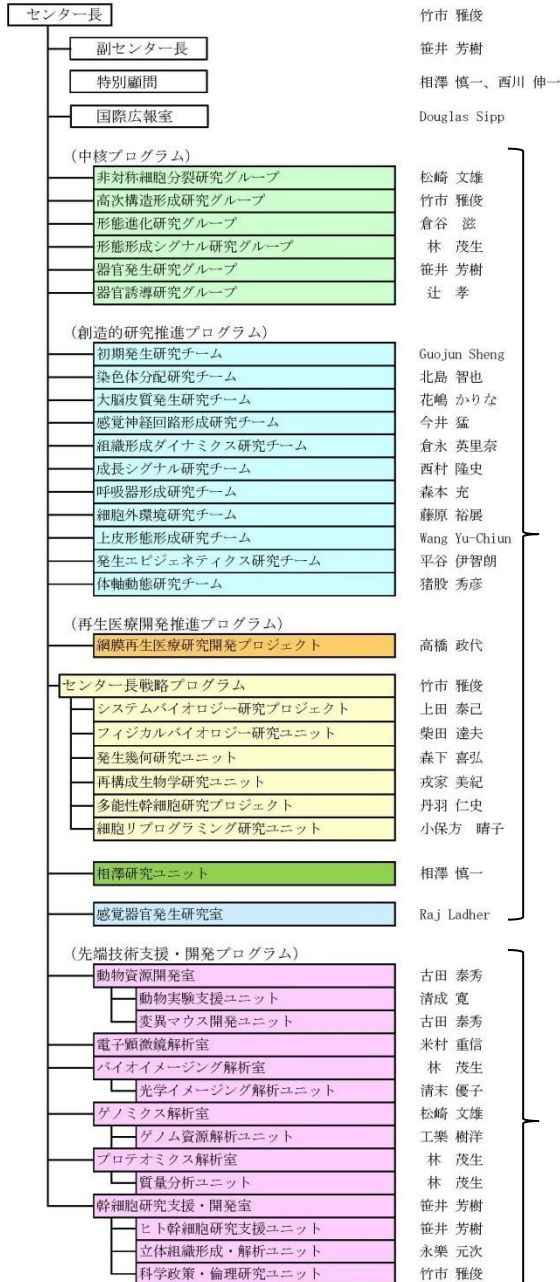 センター長 竹市 雅俊
副センター長 笹井 芳樹
特別顧問 相澤 慎一、西川 伸一
国際広報室 Douglas Sipp
(中核プログラム)
非対称細胞分裂研究グループ 松崎 文雄
高次構造形成研究グループ 竹市 雅俊
形態進化研究グループ 倉谷 滋
形態形成シグナル研究グループ 林 茂生
器官発生研究グループ 笹井 芳樹
器官誘導研究グループ 辻 孝
(創造的研究推進プログラム)
初期発生研究チーム Guojun Sheng
染色体分配研究チーム 北島 智也
大脳皮質発生研究チーム 花嶋 かりな
感覚神経回路形成研究チーム 今井 猛
組織形成ダイナミクス研究チーム 倉永 英里奈
成長シグナル研究チーム 西村 隆史
呼吸器形成研究チーム 森本 充
細胞外環境研究チーム 藤原 裕展
上皮形態形成研究チーム Wang Yu-Chiun
発生エピジェネティクス研究チーム 平谷 伊智朗
体軸動態研究チーム 猪股 秀彦
(再生医療開発推進プログラム)
網膜再生医療研究開発プロジェクト 高橋 政代
センター長戦略プログラム 竹市 雅俊
システムバイオロジー研究プロジェクト 上田 泰己
フィジカルバイオロジー研究ユニット 柴田 達夫
発生幾何研究ユニット 森下 喜弘
再構成生物学研究ユニット 戎家 美紀
多能性幹細胞研究プロジェクト 丹羽 仁史
細胞リプログラミング研究ユニット 小保方 晴子
相澤研究ユニット 相澤 慎一
感覚器官発生研究室 Raj Ladher
(先端技術支援・開発プログラム)
動物資源開発室 古田 泰秀
動物実験支援ユニット 清成 寛
変異マウス開発ユニット 古田 泰秀
電子顕微鏡解析室 米村 重信
バイオイメージング解析室 林 茂生
光学イメージング解析ユニット 清末 優子
ゲノミクス解析室 松崎 文雄
ゲノム資源解析ユニット 工樂 樹洋
プロテオミクス解析室 林 茂生
質量分析ユニット 林 茂生
幹細胞研究支援・開発室 笹井 芳樹
ヒト幹細胞研究支援ユニット 笹井 芳樹
立体組織形成・解析ユニット 永樂 元次
科学政策・倫理研究ユニット 竹市 雅俊